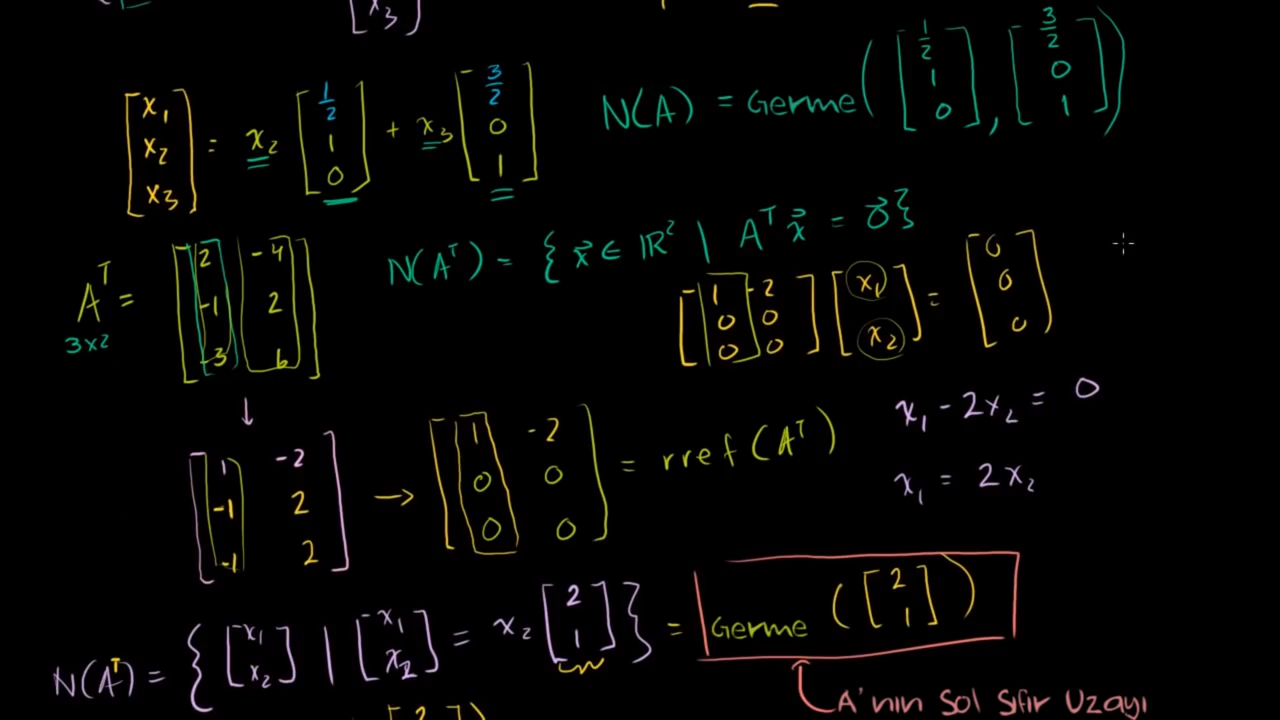 x₃
[x₁ x₂ x₃] = x₂ [1/2 1 0] + x₃ [3/2 0 1]
N(A) = Germe([1/2 1 0], [3/2 0 1])
Aᵀ = [2 -4; -1 2; -3 6]
3x2
N(Aᵀ) = { x⃗ ∈ ℝ² | Aᵀ x⃗ = 0⃗ }
[1 -2; 0 0; 0 0] [x₁ x₂] = [0 0 0]
↓
x₁ - 2x₂ = 0
x₁ = 2x₂
[1 -2; -1 2; -1 2] → [1 -2; 0 0; 0 0] = rref(Aᵀ)
N(Aᵀ) = { [x₁ x₂] | [x₁ x₂] = x₂ [2 1] } = Germe ([2 1])
A'nın Sol Sıfır Uzayı
[2